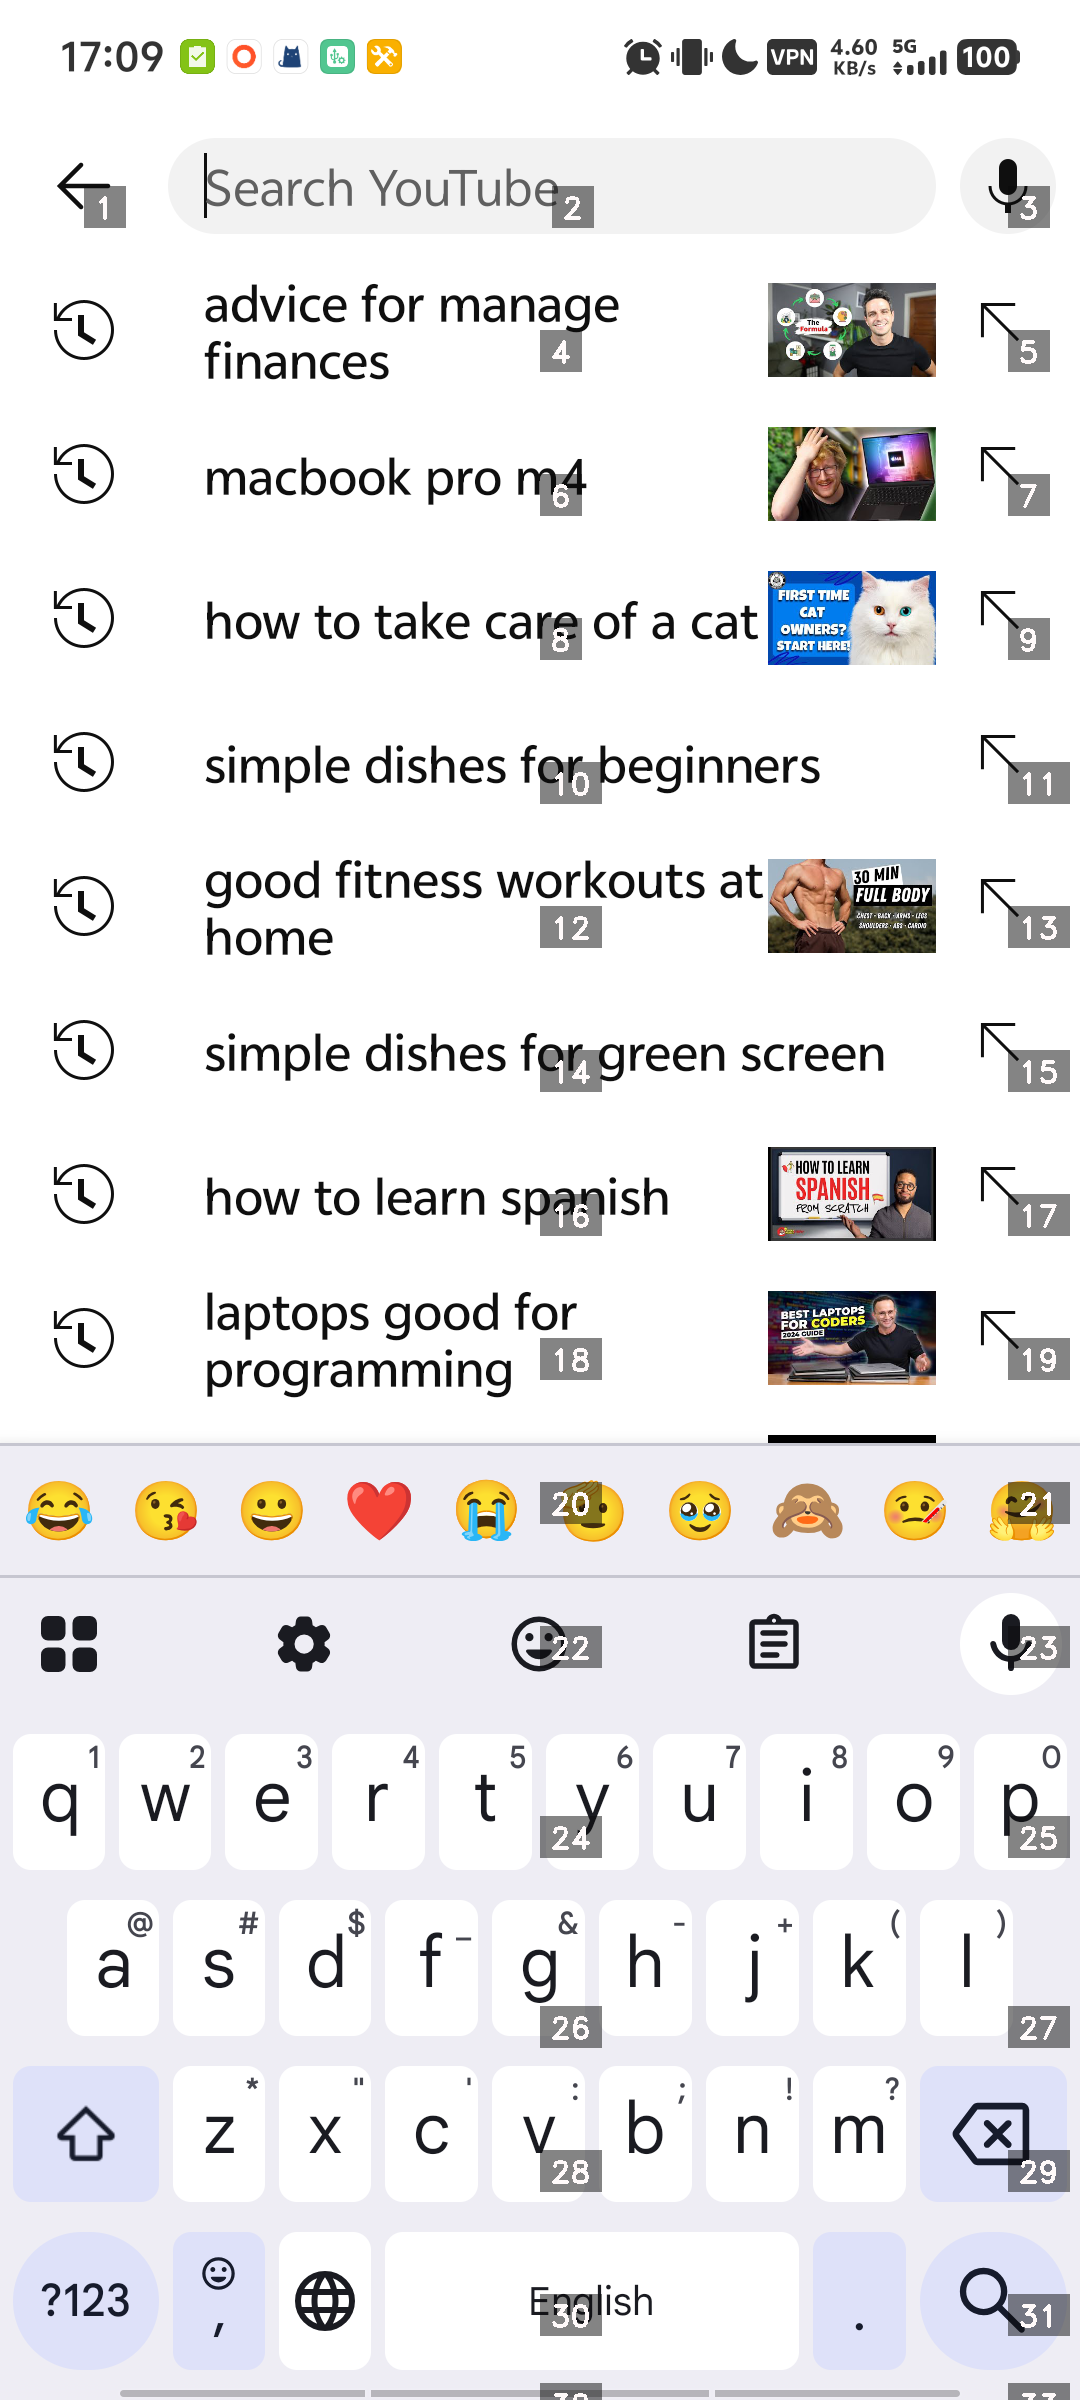 17:09 VPN 4.60 KB/s 5G 100
1 Search YouTube 2 3
advice for manage
finances 4 The Formula 5
macbook pro m4 6 7
how to take care of a cat 8 9
FIRST TIME
CAT
OWNERS?
START HERE!
simple dishes for beginners 10 11
good fitness workouts at
home 12 13
30 MIN
FULL BODY
CHEST - BACK - ARMS - LEGS
SHOULDERS - ABS - CARDIO
simple dishes for green screen 14 15
how to learn spanish 16 17
HOW TO LEARN
SPANISH
FROM SCRATCH
laptops good for
programming 18 19
BEST LAPTOPS
FOR CODERS
2024 GUIDE
20 21
22 23
1 2 3 4 5 6 7 8 9 0
q w e r t y u i o p
24 25
@ # $ _ & - + ( )
a s d f g h j k l
26 27
* " ' : ; ! ?
z x c v b n m
28 29
?123 , English .
30 31